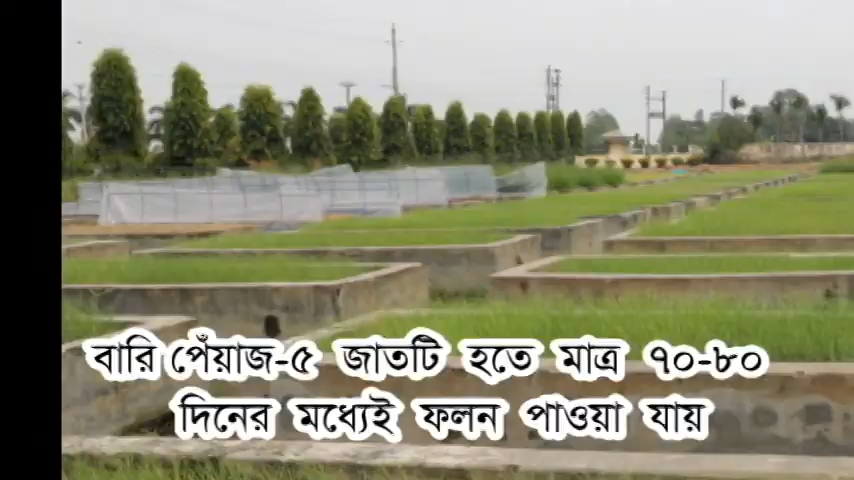 বারি পেঁয়াজ-৫ জাতটি হতে মাত্র ৭০-৮০
দিনের মধ্যেই ফলন পাওয়া যায়